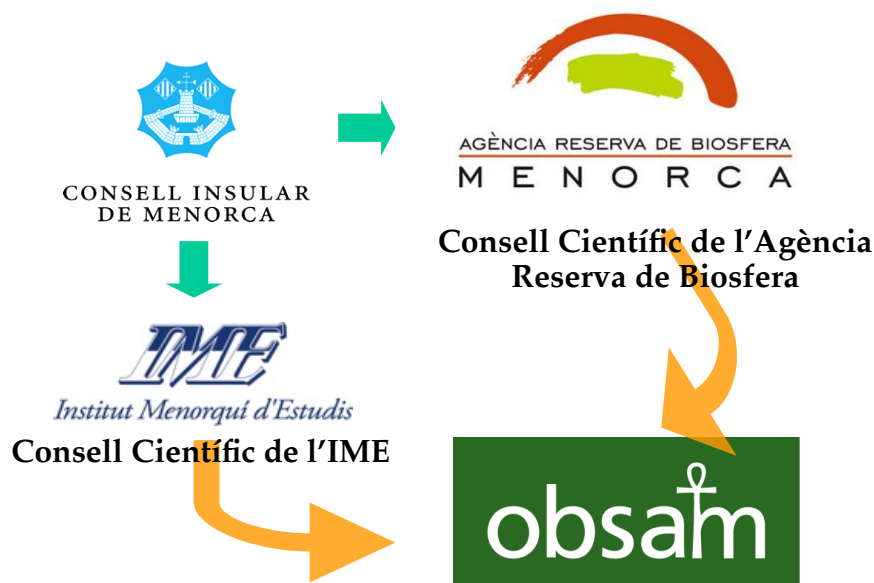 CONSELL INSULAR
DE MENORCA
AGÈNCIA RESERVA DE BIOSFERA
MENORCA
Consell Científic de l’Agència
Reserva de Biosfera
IME
Institut Menorquí d'Estudis
Consell Científic de l’IME
obsam